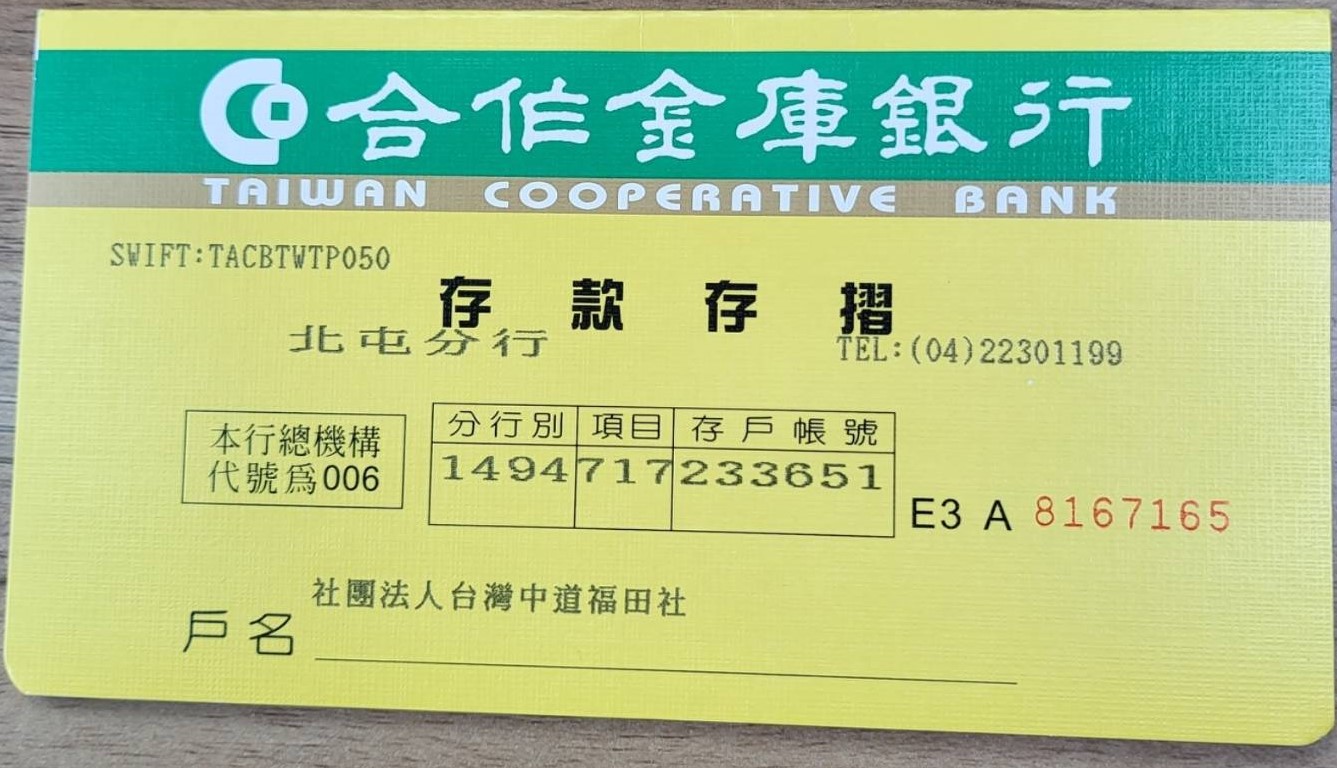 合作金庫銀行
TAIWAN COOPERATIVE BANK
SWIFT:TACBTWTP050
存款存摺
北屯分行
TEL:(04)22301199
本行總機構
代號為006
分行別 項目 存戶帳號
1494 717 233651
E3 A 8167165
社團法人台灣中道福田社
戶名